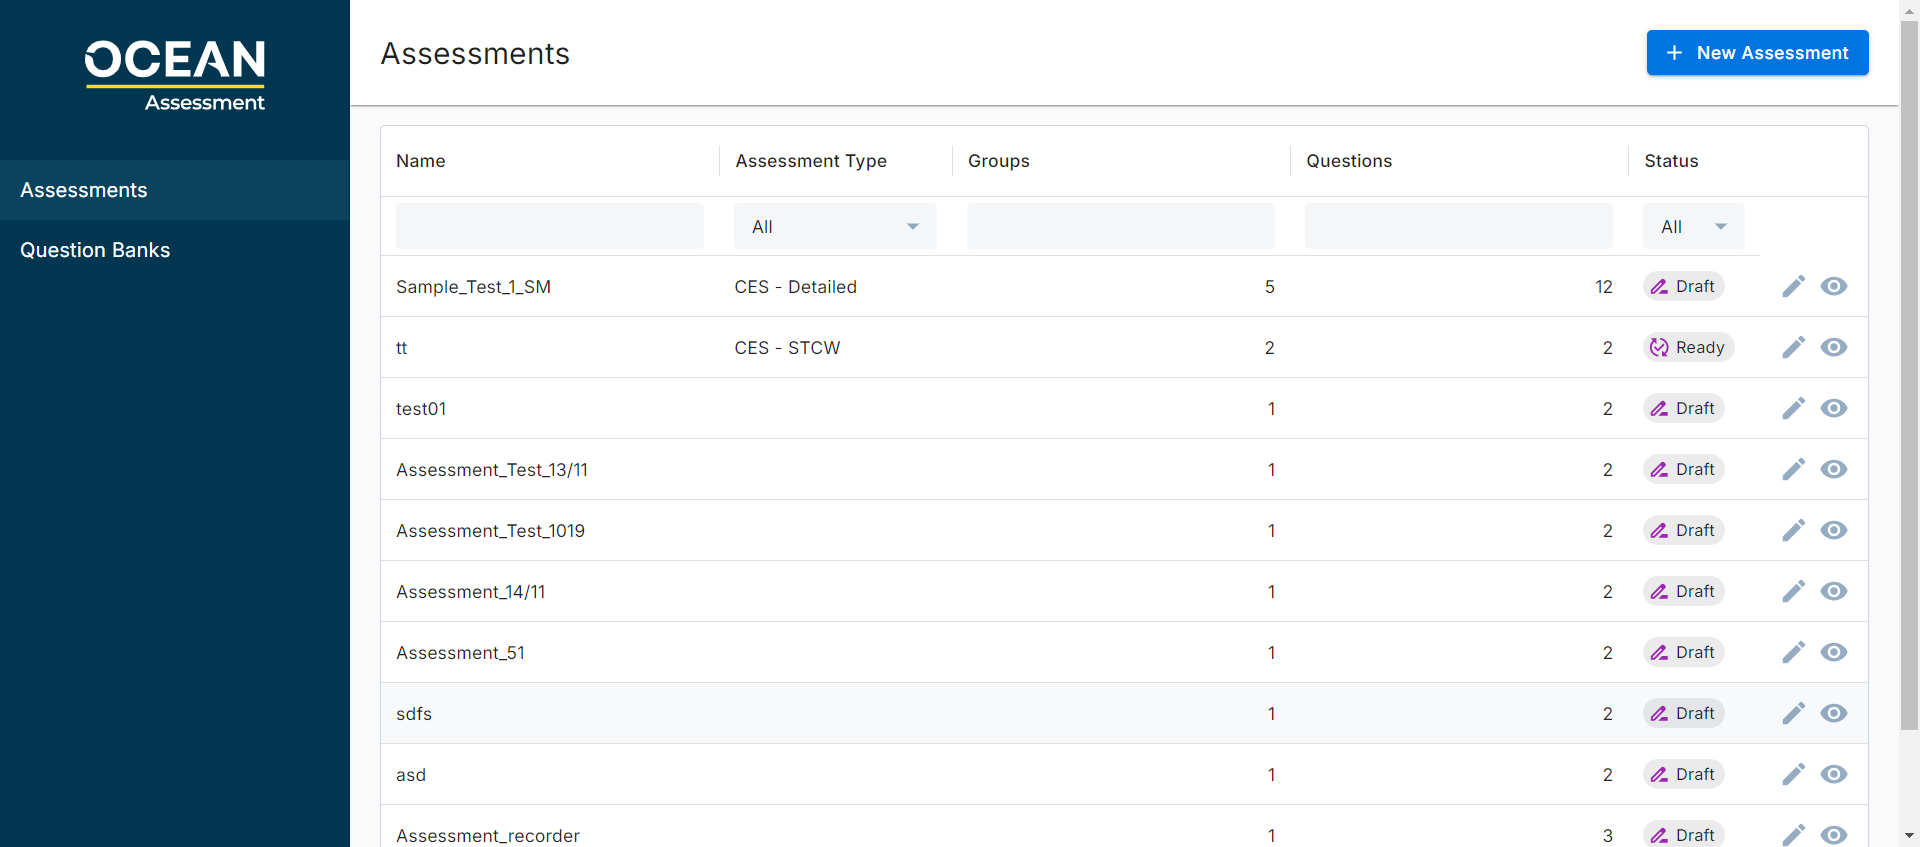 OCEAN
Assessment
Assessments
Question Banks
Assessments
New Assessment
Name Assessment Type Groups Questions Status
All All
Sample_Test_1_SM CES - Detailed 5 12 Draft
tt CES - STCW 2 2 Ready
test01 1 2 Draft
Assessment_Test_13/11 1 2 Draft
Assessment_Test_1019 1 2 Draft
Assessment_14/11 1 2 Draft
Assessment_51 1 2 Draft
sdfs 1 2 Draft
asd 1 2 Draft
Assessment_recorder 1 3 Draft